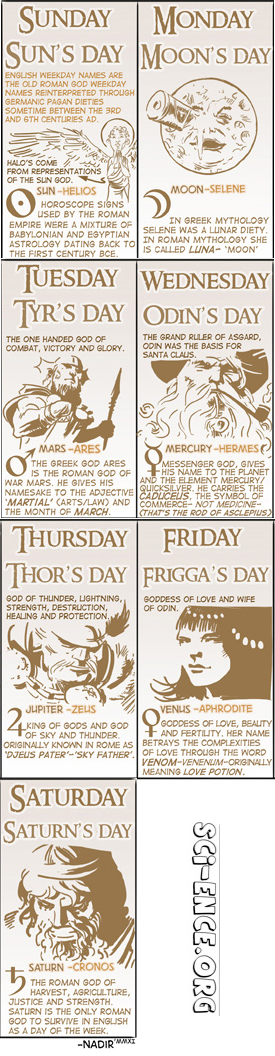 SUNDAY
SUN'S DAY
ENGLISH WEEKDAY NAMES ARE
THE OLD ROMAN GOD WEEKDAY
NAMES REINTERPRETED THROUGH
GERMANIC PAGAN DIETIES
SOMETIME BETWEEN THE 3RD
AND 6TH CENTURIES AD.
HALO'S COME
FROM REPRESENTATIONS
OF THE SUN GOD.
SUN -HELIOS
HOROSCOPE SIGNS
USED BY THE ROMAN
EMPIRE WERE A MIXTURE OF
BABYLONIAN AND EGYPTIAN
ASTROLOGY DATING BACK TO
THE FIRST CENTURY BCE.
MONDAY
MOON'S DAY
MOON -SELENE
IN GREEK MYTHOLOGY
SELENE WAS A LUNAR DIETY.
IN ROMAN MYTHOLOGY SHE
IS CALLED LUNA- 'MOON'
TUESDAY
TYR'S DAY
THE ONE HANDED GOD OF
COMBAT, VICTORY AND GLORY.
MARS -ARES
THE GREEK GOD ARES
IS THE ROMAN GOD OF
WAR MARS. HE GIVES HIS
NAMESAKE TO THE ADJECTIVE
'MARTIAL' (ARTS/LAW) AND
THE MONTH OF MARCH.
WEDNESDAY
ODIN'S DAY
THE GRAND RULER OF ASGARD,
ODIN WAS THE BASIS FOR
SANTA CLAUS.
MERCURY -HERMES
MESSENGER GOD, GIVES
HIS NAME TO THE PLANET
AND THE ELEMENT MERCURY/
QUICKSILVER. HE CARRIES THE
CADUCEUS, THE SYMBOL OF
COMMERCE- NOT MEDICINE-
(THAT'S THE ROD OF ASCLEPIUS)
THURSDAY
THOR'S DAY
GOD OF THUNDER, LIGHTNING,
STRENGTH, DESTRUCTION,
HEALING AND PROTECTION.
JUPITER -ZEUS
KING OF GODS AND GOD
OF SKY AND THUNDER.
ORIGINALLY KNOWN IN ROME AS
'DJEUS PATER'-'SKY FATHER'.
FRIDAY
FRIGGA'S DAY
GODDESS OF LOVE AND WIFE
OF ODIN.
VENUS -APHRODITE
GODDESS OF LOVE, BEAUTY
AND FERTILITY. HER NAME
BETRAYS THE COMPLEXITIES
OF LOVE THROUGH THE WORD
VENOM-VENENUM-ORIGINALLY
MEANING LOVE POTION.
SATURDAY
SATURN'S DAY
SATURN -CRONOS
THE ROMAN GOD OF
HARVEST, AGRICULTURE,
JUSTICE AND STRENGTH.
SATURN IS THE ONLY ROMAN
GOD TO SURVIVE IN ENGLISH
AS A DAY OF THE WEEK.
-NADIR MMXI
SCI-ENCE.ORG